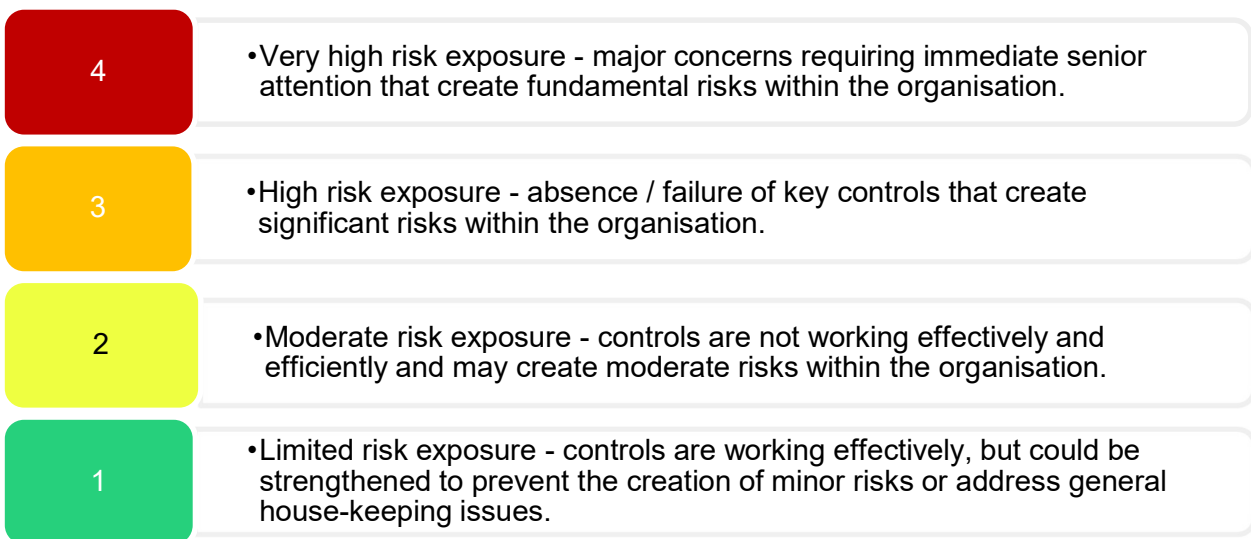 4
•Very high risk exposure - major concerns requiring immediate senior
attention that create fundamental risks within the organisation.
3
•High risk exposure - absence / failure of key controls that create
significant risks within the organisation.
2
•Moderate risk exposure - controls are not working effectively and
efficiently and may create moderate risks within the organisation.
1
•Limited risk exposure - controls are working effectively, but could be
strengthened to prevent the creation of minor risks or address general
house-keeping issues.